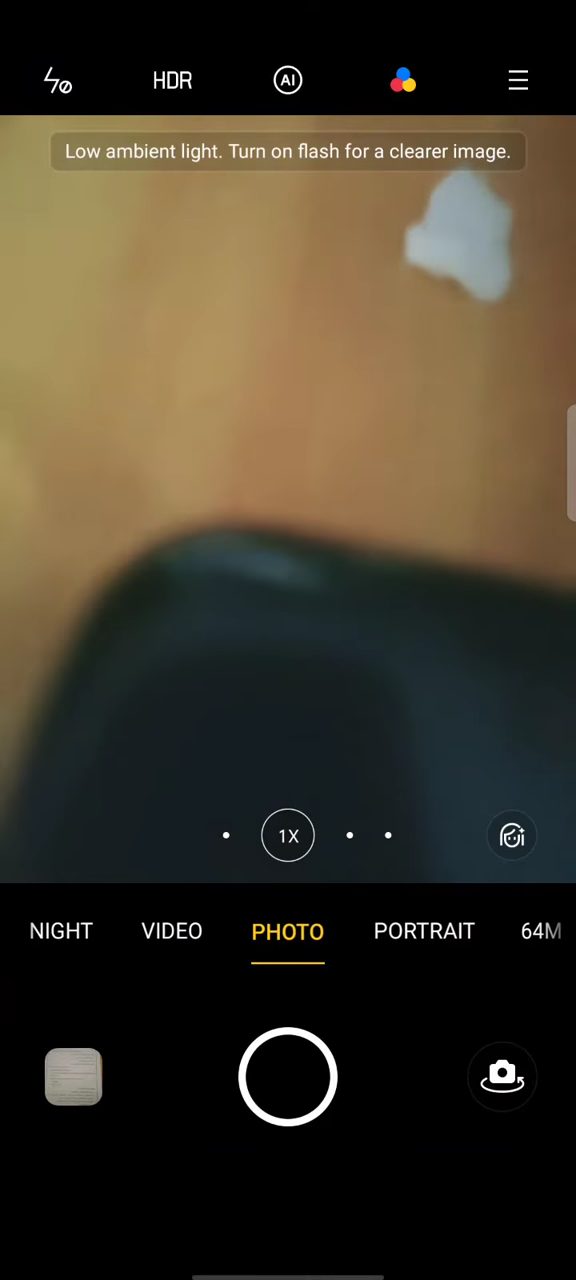 HDR
AI
Low ambient light. Turn on flash for a clearer image.
1X
NIGHT VIDEO PHOTO PORTRAIT 64M